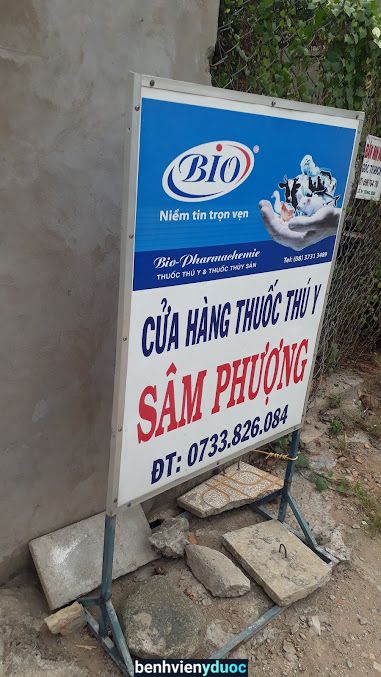 BIO
®
Niềm tin trọn vẹn
Bio-Pharmachemie
THUỐC THÚ Y & THUỐC THỦY SẢN
Tel: (08) 3731 3489
CỬA HÀNG THUỐC THÚ Y
SÂM PHƯỢNG
ĐT: 0733.826.084
benhvienyduoc